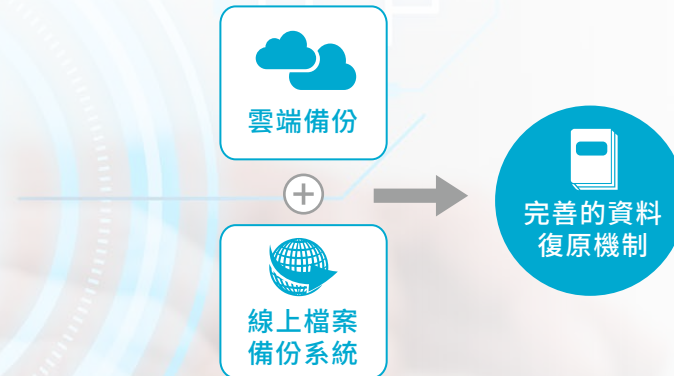 雲端備份
線上檔案
備份系統
完善的資料
復原機制